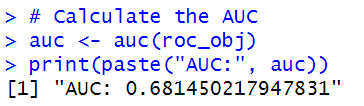 > # Calculate the AUC
> auc <- auc(roc_obj)
> print(paste("AUC:", auc))
[1] "AUC: 0.681450217947831"